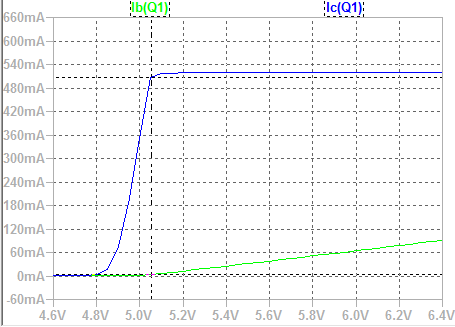 Ib(Q1) Ic(Q1)
660mA
600mA
540mA
480mA
420mA
360mA
300mA
240mA
180mA
120mA
60mA
0mA
-60mA
4.6V 4.8V 5.0V 5.2V 5.4V 5.6V 5.8V 6.0V 6.2V 6.4V